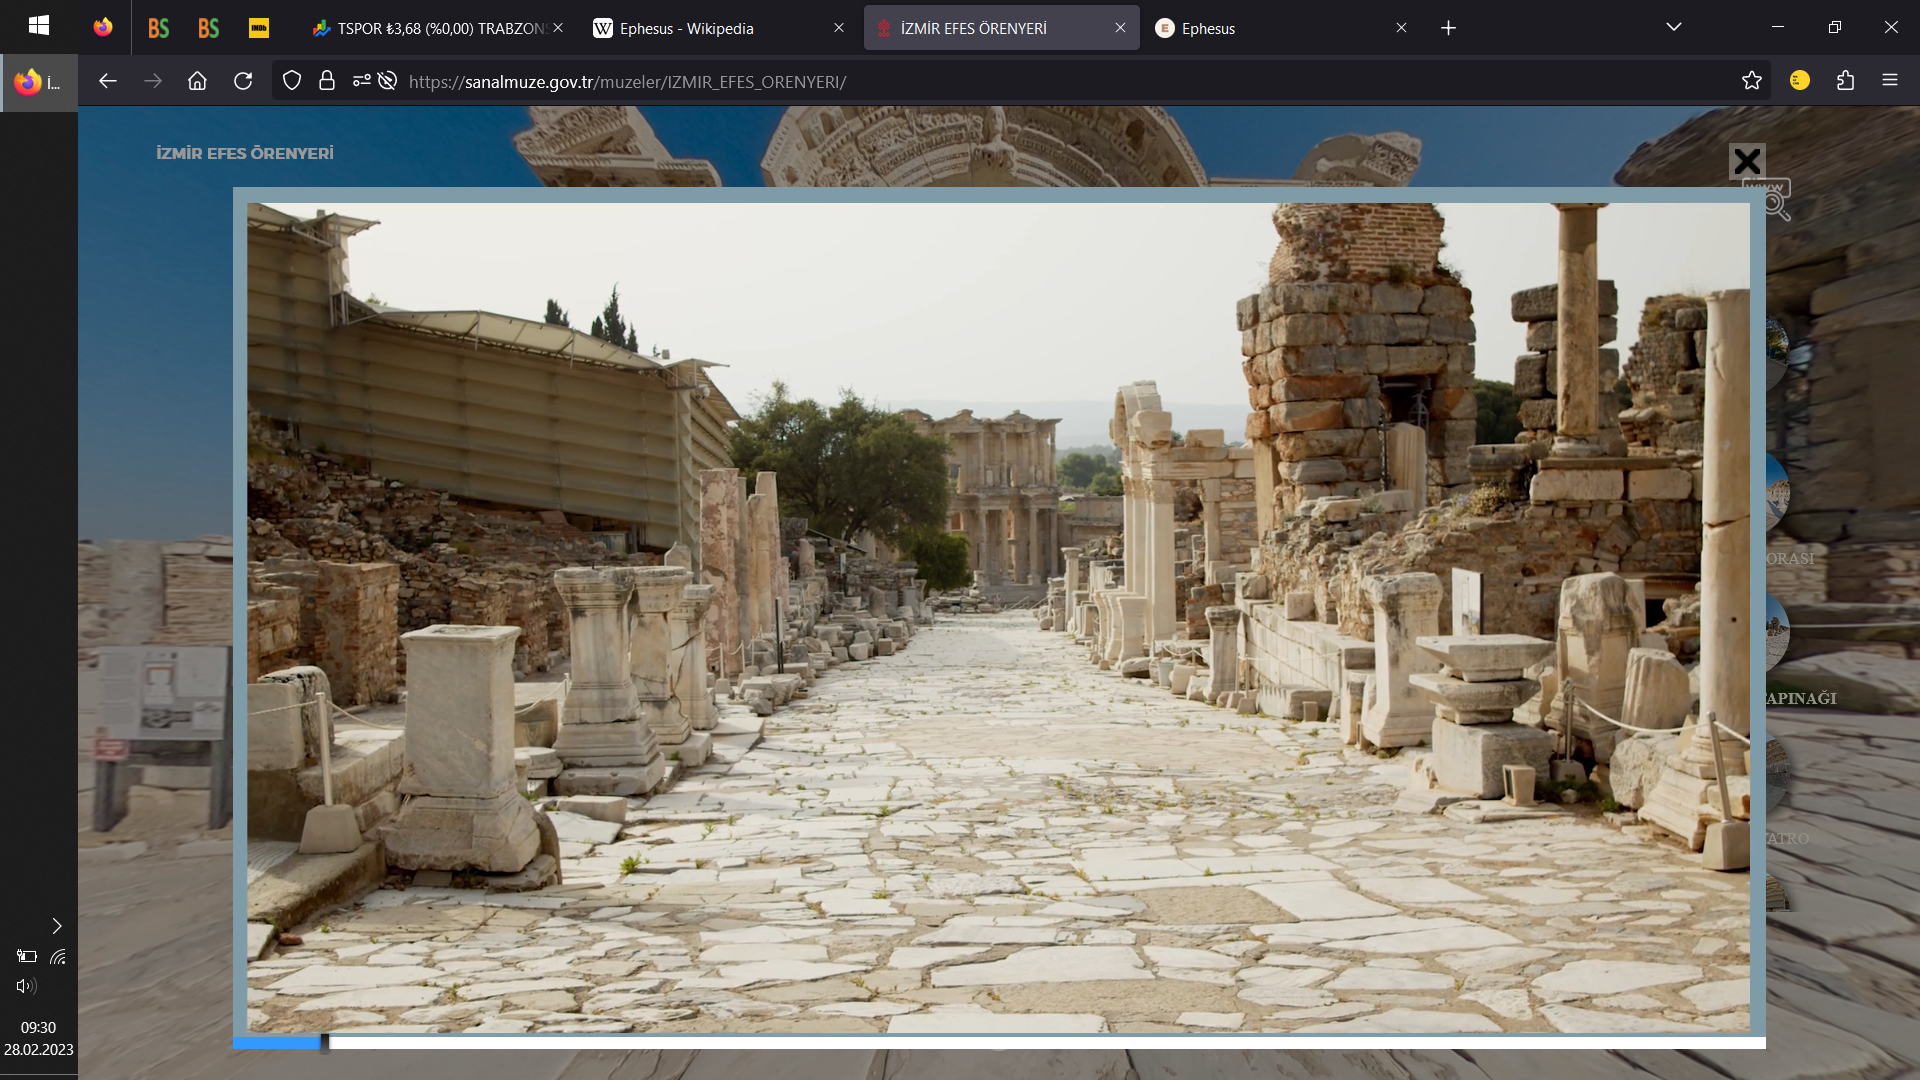 BS
BS
IMDb
TSPOR ₺3,68 (%0,00) TRABZONS
Ephesus - Wikipedia
İZMİR EFES ÖRENYERİ
Ephesus
İ...
https://sanalmuze.gov.tr/muzeler/IZMIR_EFES_ORENYERI/
İZMİR EFES ÖRENYERİ
WWW
ORASI
APINAĞI
ATRO
09:30
28.02.2023